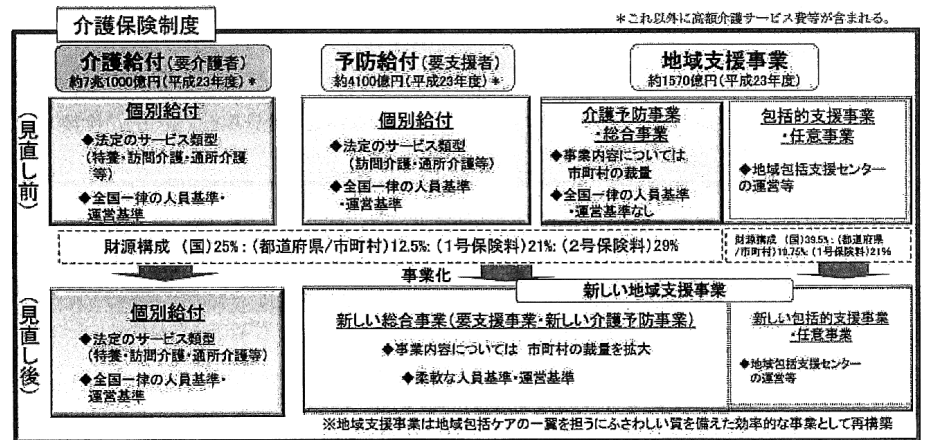 介護保険制度
＊これ以外に高額介護サービス費等が含まれる。
介護給付(要介護者)
約7兆1000億円(平成23年度)＊
予防給付(要支援者)
約4100億円(平成23年度)＊
地域支援事業
約1570億円(平成23年度)
(見直し前)
個別給付
◆法定のサービス類型
(特養・訪問介護・通所介護
等)
◆全国一律の人員基準・
運営基準
個別給付
◆法定のサービス類型
(訪問介護・通所介護等)
◆全国一律の人員基準
・運営基準
介護予防事業
・総合事業
◆事業内容については
市町村の裁量
◆全国一律の人員基準
・運営基準なし
包括的支援事業
・任意事業
◆地域包括支援センター
の運営等
財源構成 (国)25%：(都道府県/市町村)12.5%：(1号保険料)21%：(2号保険料)29%
財源構成 (国)39.5%：(都道府県
/市町村)19.75%：(1号保険料)21%
事業化
新しい地域支援事業
(見直し後)
個別給付
◆法定のサービス類型
(特養・訪問介護・通所介護等)
◆全国一律の人員基準・
運営基準
新しい総合事業(要支援事業・新しい介護予防事業)
◆事業内容については 市町村の裁量を拡大
◆柔軟な人員基準・運営基準
新しい包括的支援事業
・任意事業
◆地域包括支援センター
の運営等
※地域支援事業は地域包括ケアの一翼を担うにふさわしい質を備えた効率的な事業として再構築